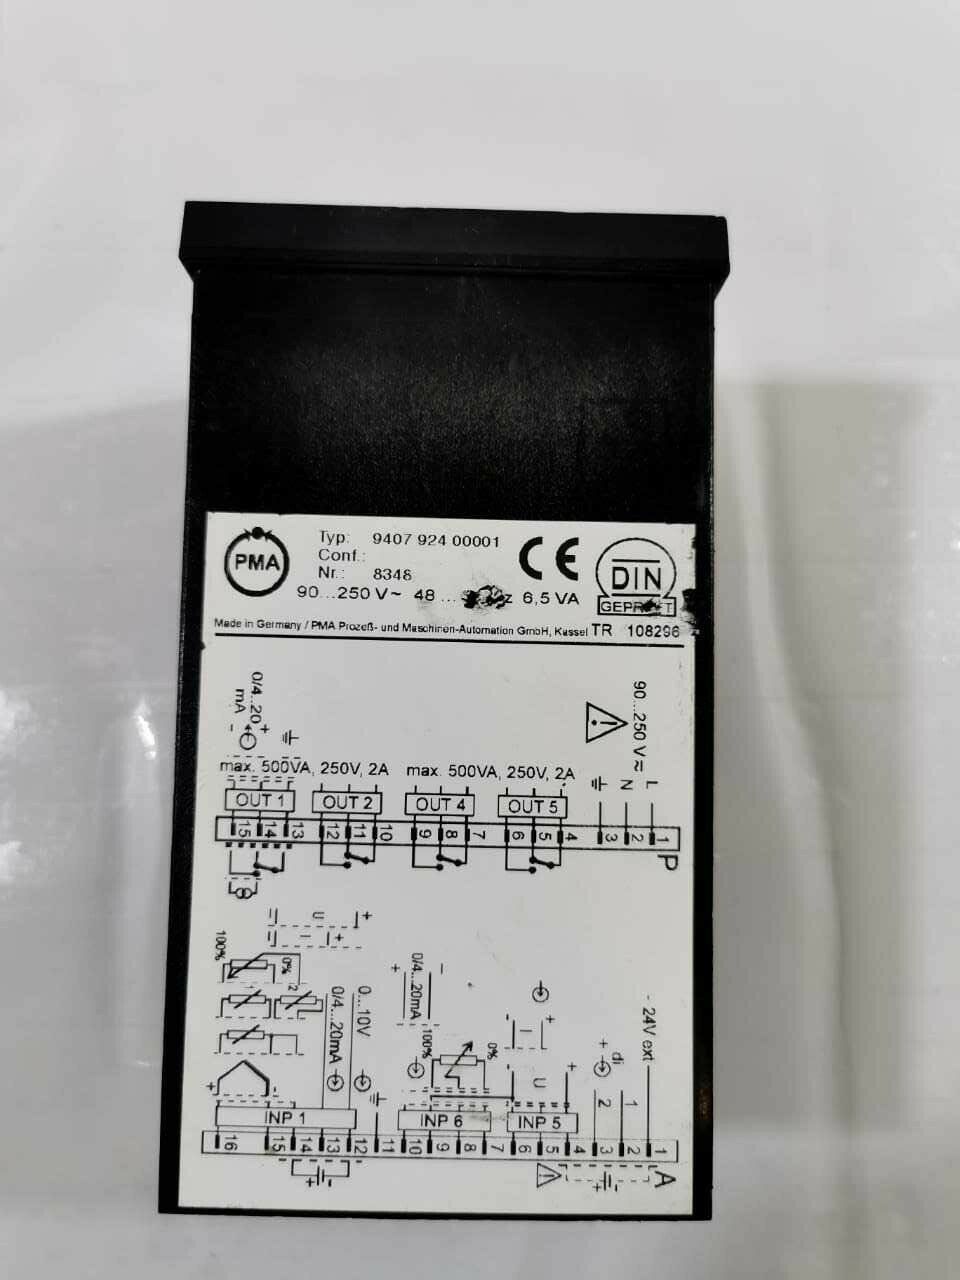 PMA
Typ: 9407 924 00001
Conf.:
Nr.: 8348
90...250 V~ 48 ... z 6,5 VA
CE
DIN
Made in Germany / PMA Prozeß- und Maschinen-Automation GmbH, Kassel TR 108296
0/4...20 mA
+
-
90...250 V
L
N
max. 500VA, 250V, 2A max. 500VA, 250V, 2A
OUT 1 OUT 2 OUT 4 OUT 5
15 14 13 12 11 10 9 8 7 6 5 4 3 2 1
P
= U +
= I +
100%
0%
1
2
0/4...20mA
0...10V
+ -
0/4...20mA
+ -
100%
0%
- I +
- U +
- 24V ext
+ di
2 1
INP 1 INP 6 INP 5
16 15 14 13 12 11 10 9 8 7 6 5 4 3 2 1
+ -
+ -
A